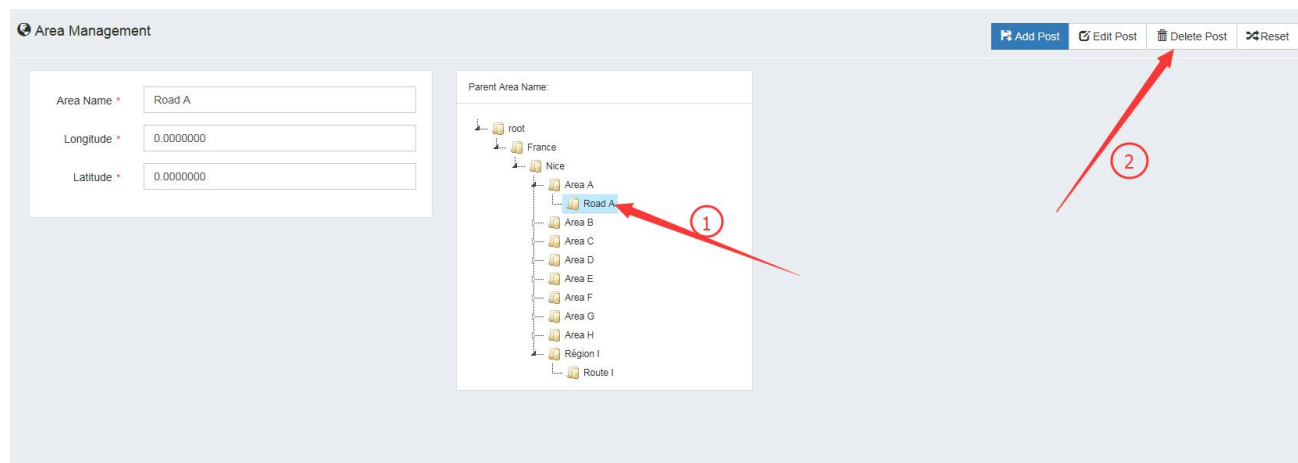 Area Management
Add Post Edit Post Delete Post Reset
Area Name * Road A
Longitude * 0.0000000
Latitude * 0.0000000
Parent Area Name:
root
France
Nice
Area A
Road A
Area B
Area C
Area D
Area E
Area F
Area G
Area H
Région I
Route I
1
2